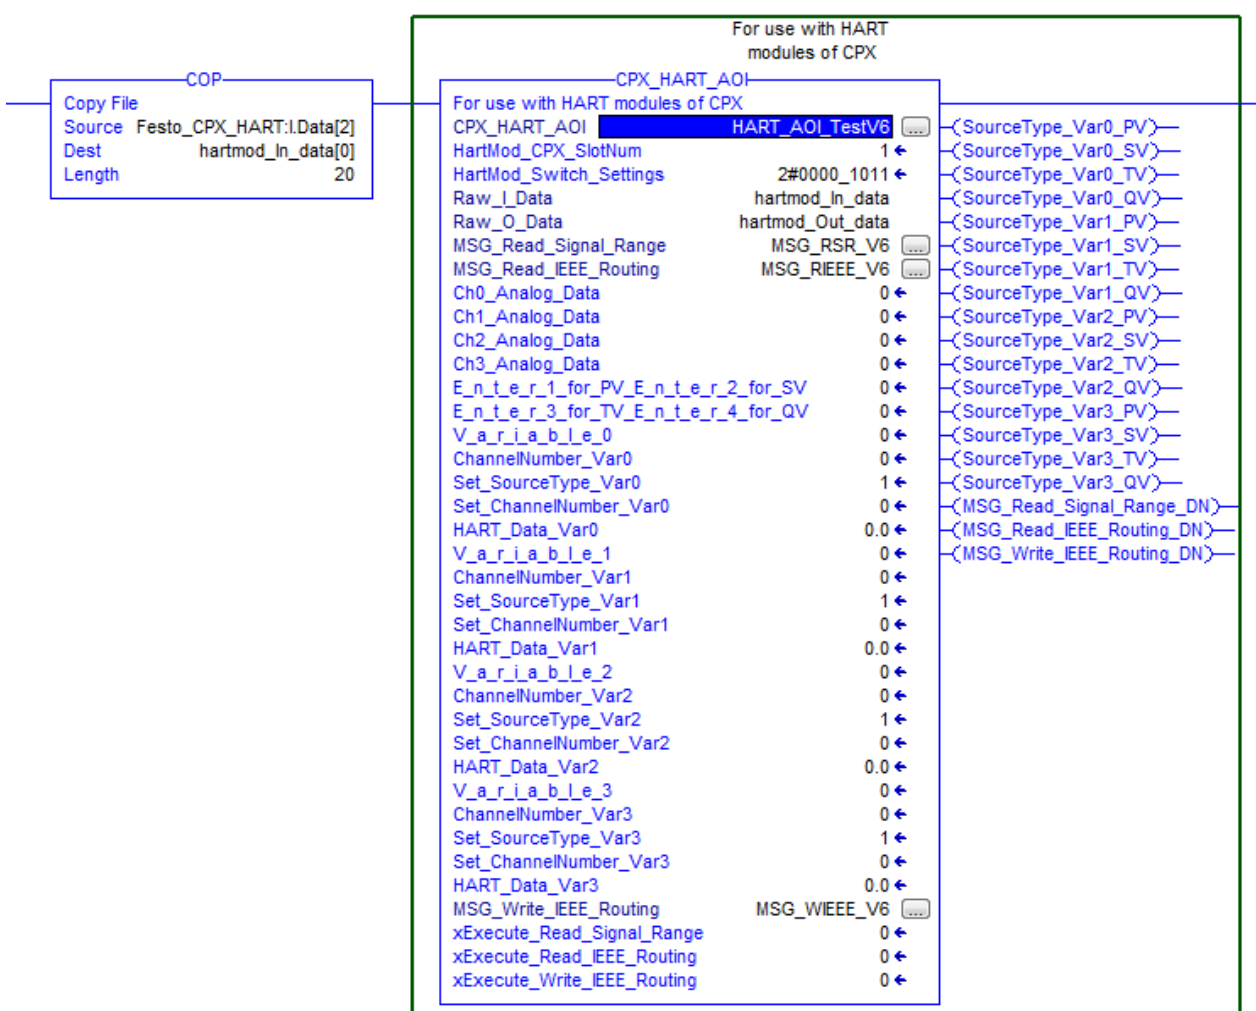 For use with HART
modules of CPX
COP
Copy File
Source Festo_CPX_HART:I.Data[2]
Dest hartmod_In_data[0]
Length 20
CPX_HART_AOI
For use with HART modules of CPX
CPX_HART_AOI HART_AOI_TestV6 ... (SourceType_Var0_PV)
HartMod_CPX_SlotNum 1 (SourceType_Var0_SV)
HartMod_Switch_Settings 2#0000_1011 (SourceType_Var0_TV)
Raw_I_Data hartmod_In_data (SourceType_Var0_QV)
Raw_O_Data hartmod_Out_data (SourceType_Var1_PV)
MSG_Read_Signal_Range MSG_RSR_V6 ... (SourceType_Var1_SV)
MSG_Read_IEEE_Routing MSG_RIEEE_V6 ... (SourceType_Var1_TV)
Ch0_Analog_Data 0 (SourceType_Var1_QV)
Ch1_Analog_Data 0 (SourceType_Var2_PV)
Ch2_Analog_Data 0 (SourceType_Var2_SV)
Ch3_Analog_Data 0 (SourceType_Var2_TV)
E_n_t_e_r_1_for_PV_E_n_t_e_r_2_for_SV 0 (SourceType_Var2_QV)
E_n_t_e_r_3_for_TV_E_n_t_e_r_4_for_QV 0 (SourceType_Var3_PV)
V_a_r_i_a_b_l_e_0 0 (SourceType_Var3_SV)
ChannelNumber_Var0 0 (SourceType_Var3_TV)
Set_SourceType_Var0 1 (SourceType_Var3_QV)
Set_ChannelNumber_Var0 0 (MSG_Read_Signal_Range_DN)
HART_Data_Var0 0.0 (MSG_Read_IEEE_Routing_DN)
V_a_r_i_a_b_l_e_1 0 (MSG_Write_IEEE_Routing_DN)
ChannelNumber_Var1 0
Set_SourceType_Var1 1
Set_ChannelNumber_Var1 0
HART_Data_Var1 0.0
V_a_r_i_a_b_l_e_2 0
ChannelNumber_Var2 0
Set_SourceType_Var2 1
Set_ChannelNumber_Var2 0
HART_Data_Var2 0.0
V_a_r_i_a_b_l_e_3 0
ChannelNumber_Var3 0
Set_SourceType_Var3 1
Set_ChannelNumber_Var3 0
HART_Data_Var3 0.0
MSG_Write_IEEE_Routing MSG_WIEEE_V6 ...
xExecute_Read_Signal_Range 0
xExecute_Read_IEEE_Routing 0
xExecute_Write_IEEE_Routing 0